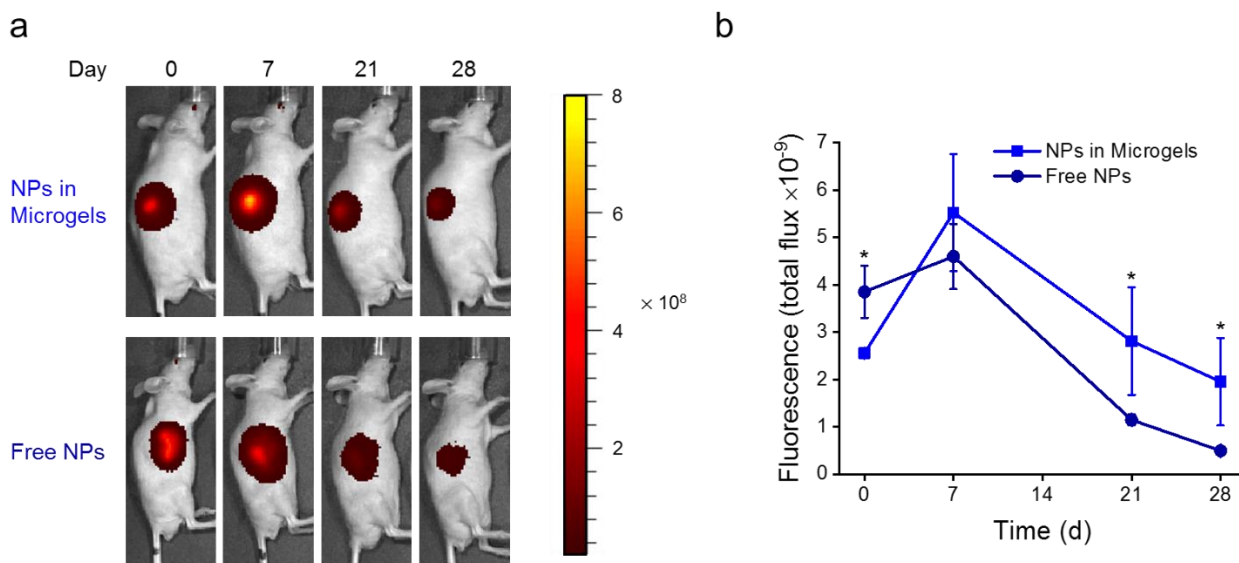 a
Day 0 7 21 28
NPs in
Microgels
Free NPs
8
6
× 10⁸
4
2
b
Fluorescence (total flux ×10⁻⁹)
7
6
5
4
3
2
1
0
NPs in Microgels
Free NPs
*
*
*
0 7 14 21 28
Time (d)